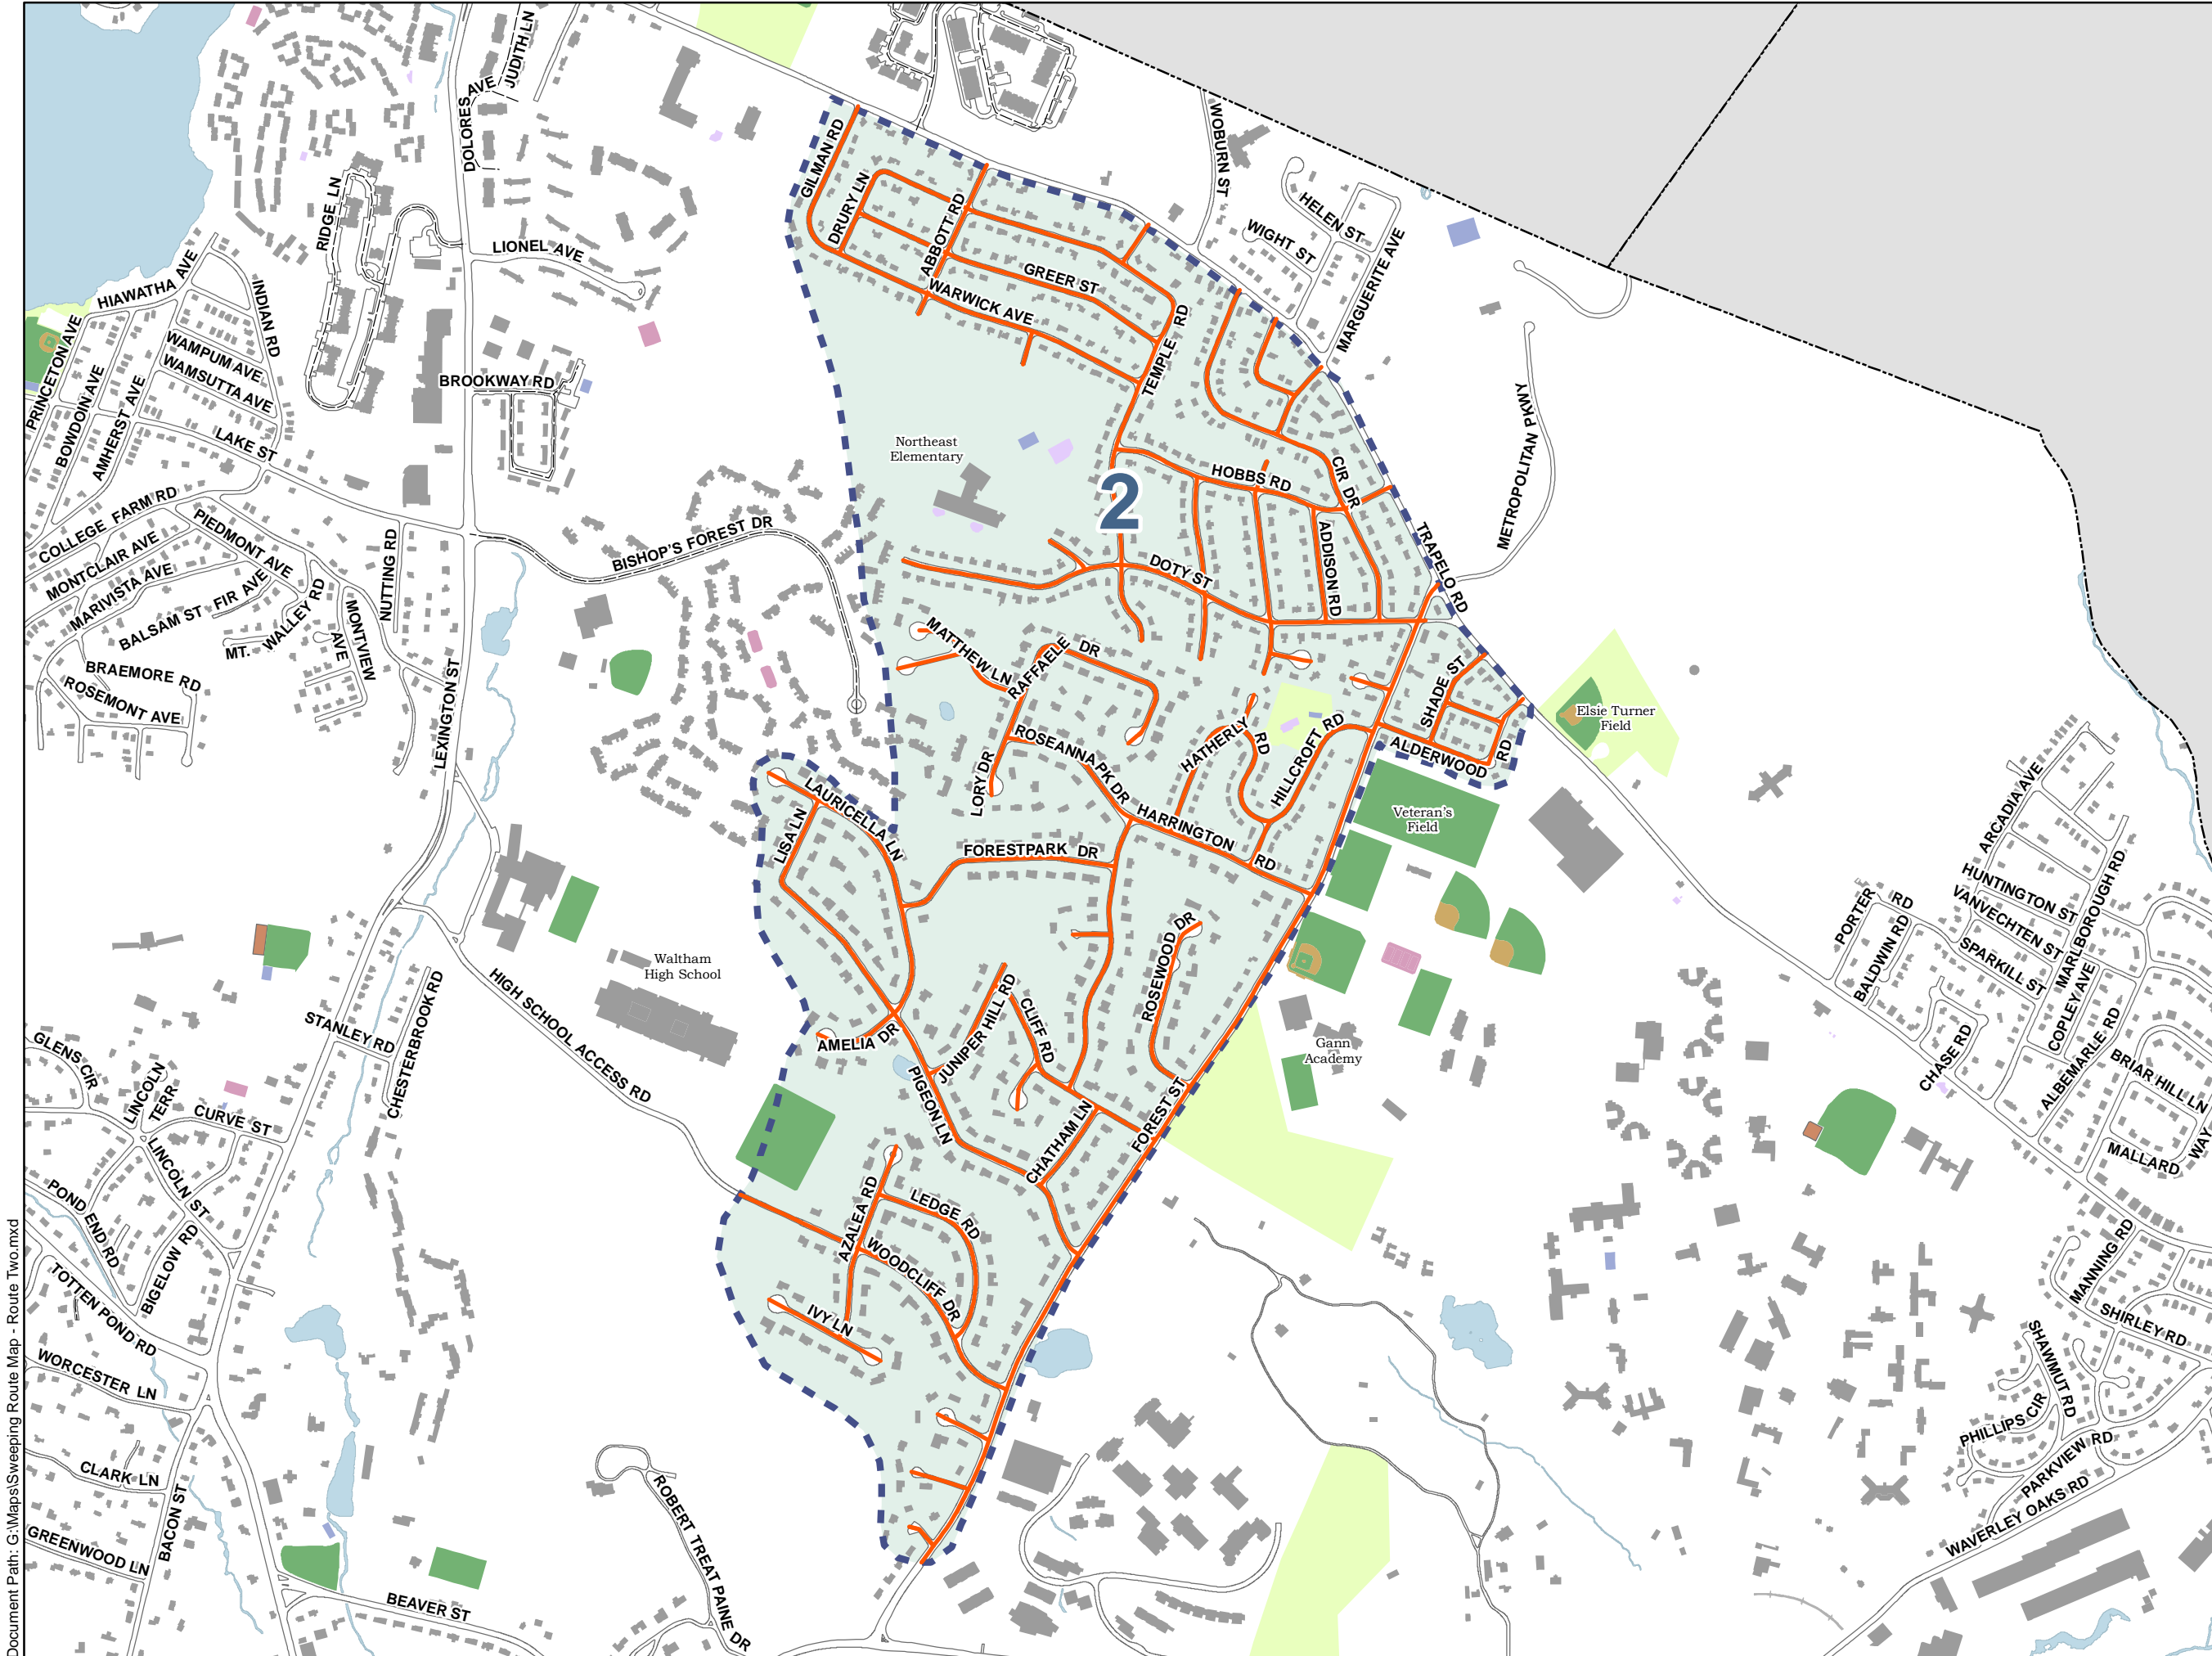 JUDITH LN
DOLORES AVE
GILMAN RD
DRURY LN
ABBOTT RD
WOBURN ST
HELEN ST
WIGHT ST
MARGUERITE AVE
RIDGE LN
LIONEL AVE
HIAWATHA AVE
INDIAN RD
GREER ST
WARWICK AVE
TEMPLE RD
PRINCETON AVE
BOWDOIN AVE
AMHERST AVE
WAMPUM AVE
WAMSUTTA AVE
BROOKWAY RD
LAKE ST
Northeast
Elementary
2
HOBBS RD
CIR DR
METROPOLITAN PKWY
COLLEGE FARM RD
PIEDMONT AVE
MONTCLAIR AVE
MARIVISTA AVE
BALSAM ST
FIR AVE
MT. WALLEY RD
MONTVIEW AVE
NUTTING RD
BISHOP'S FOREST DR
DOTY ST
ADDISON RD
TRAPELO RD
BRAEMORE RD
ROSEMONT AVE
LEXINGTON ST
MATTHEW LN
RAFFAELE DR
SHADE ST
Elsie Turner
Field
ROSEANNA PK DR
HATHERLY RD
HILLCROFT RD
ALDERWOOD RD
LORY DR
LAURICELLA LN
LISA LN
HARRINGTON RD
Veteran's
Field
FORESTPARK DR
ARCADIA AVE
HUNTINGTON ST
VANVECHTEN ST
MARLBOROUGH RD
PORTER RD
BALDWIN RD
SPARKILL ST
COPLEY AVE
ALBEMARLE RD
CHASE RD
BRIAR HILL LN
MALLARD WAY
Waltham
High School
HIGH SCHOOL ACCESS RD
ROSEWOOD DR
JUNIPER HILL RD
CLIFF RD
AMELIA DR
PIGEON LN
Gann
Academy
STANLEY RD
CHESTERBROOK RD
GLENS CIR
LINCOLN TERR
CURVE ST
LINCOLN ST
POND END RD
BIGELOW RD
TOTTEN POND RD
CHATHAM LN
FOREST ST
AZALEA RD
LEDGE RD
WOODCLIFF DR
IVY LN
MANNING RD
SHIRLEY RD
SHAWMUT RD
PHILLIPS CIR
PARKVIEW RD
WAVERLEY OAKS RD
WORCESTER LN
CLARK LN
BACON ST
GREENWOOD LN
BEAVER ST
ROBERT TREAT PAINE DR
Document Path: G:\Maps\Sweeping Route Map - Route Two.mxd